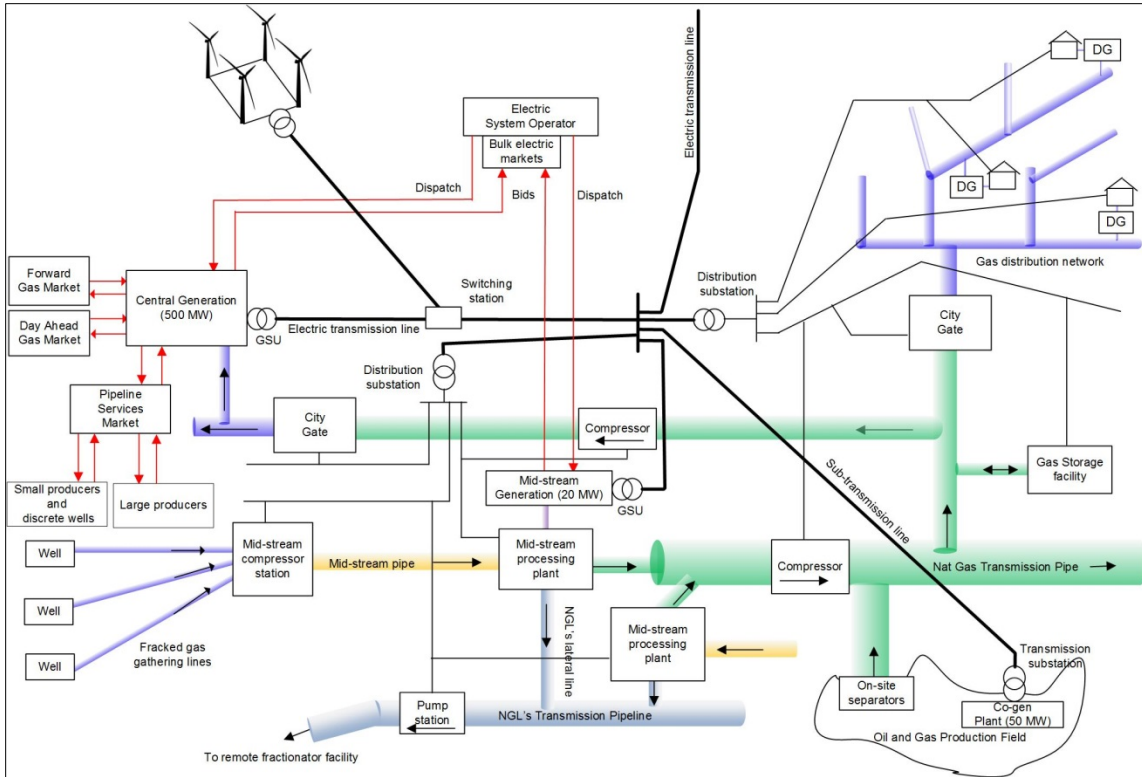 DG
Electric
System Operator
Bulk electric
markets
Electric transmission line
Dispatch
Bids
Dispatch
DG
DG
Forward
Gas Market
Central Generation
(500 MW)
Switching
station
Distribution
substation
Gas distribution network
Day Ahead
Gas Market
GSU
Electric transmission line
City
Gate
Distribution
substation
Pipeline
Services
Market
City
Gate
Compressor
Sub-transmission line
Gas Storage
facility
Small producers
and
discrete wells
Large producers
Mid-stream
Generation (20 MW)
GSU
Well
Mid-stream
compressor
station
Mid-stream pipe
Mid-stream
processing
plant
Compressor
Nat Gas Transmission Pipe
Well
Well
Fracked gas
gathering lines
NGL's lateral line
Mid-stream
processing
plant
Transmission
substation
On-site
separators
Co-gen
Plant (50 MW)
Oil and Gas Production Field
Pump
station
NGL's Transmission Pipeline
To remote fractionator facility